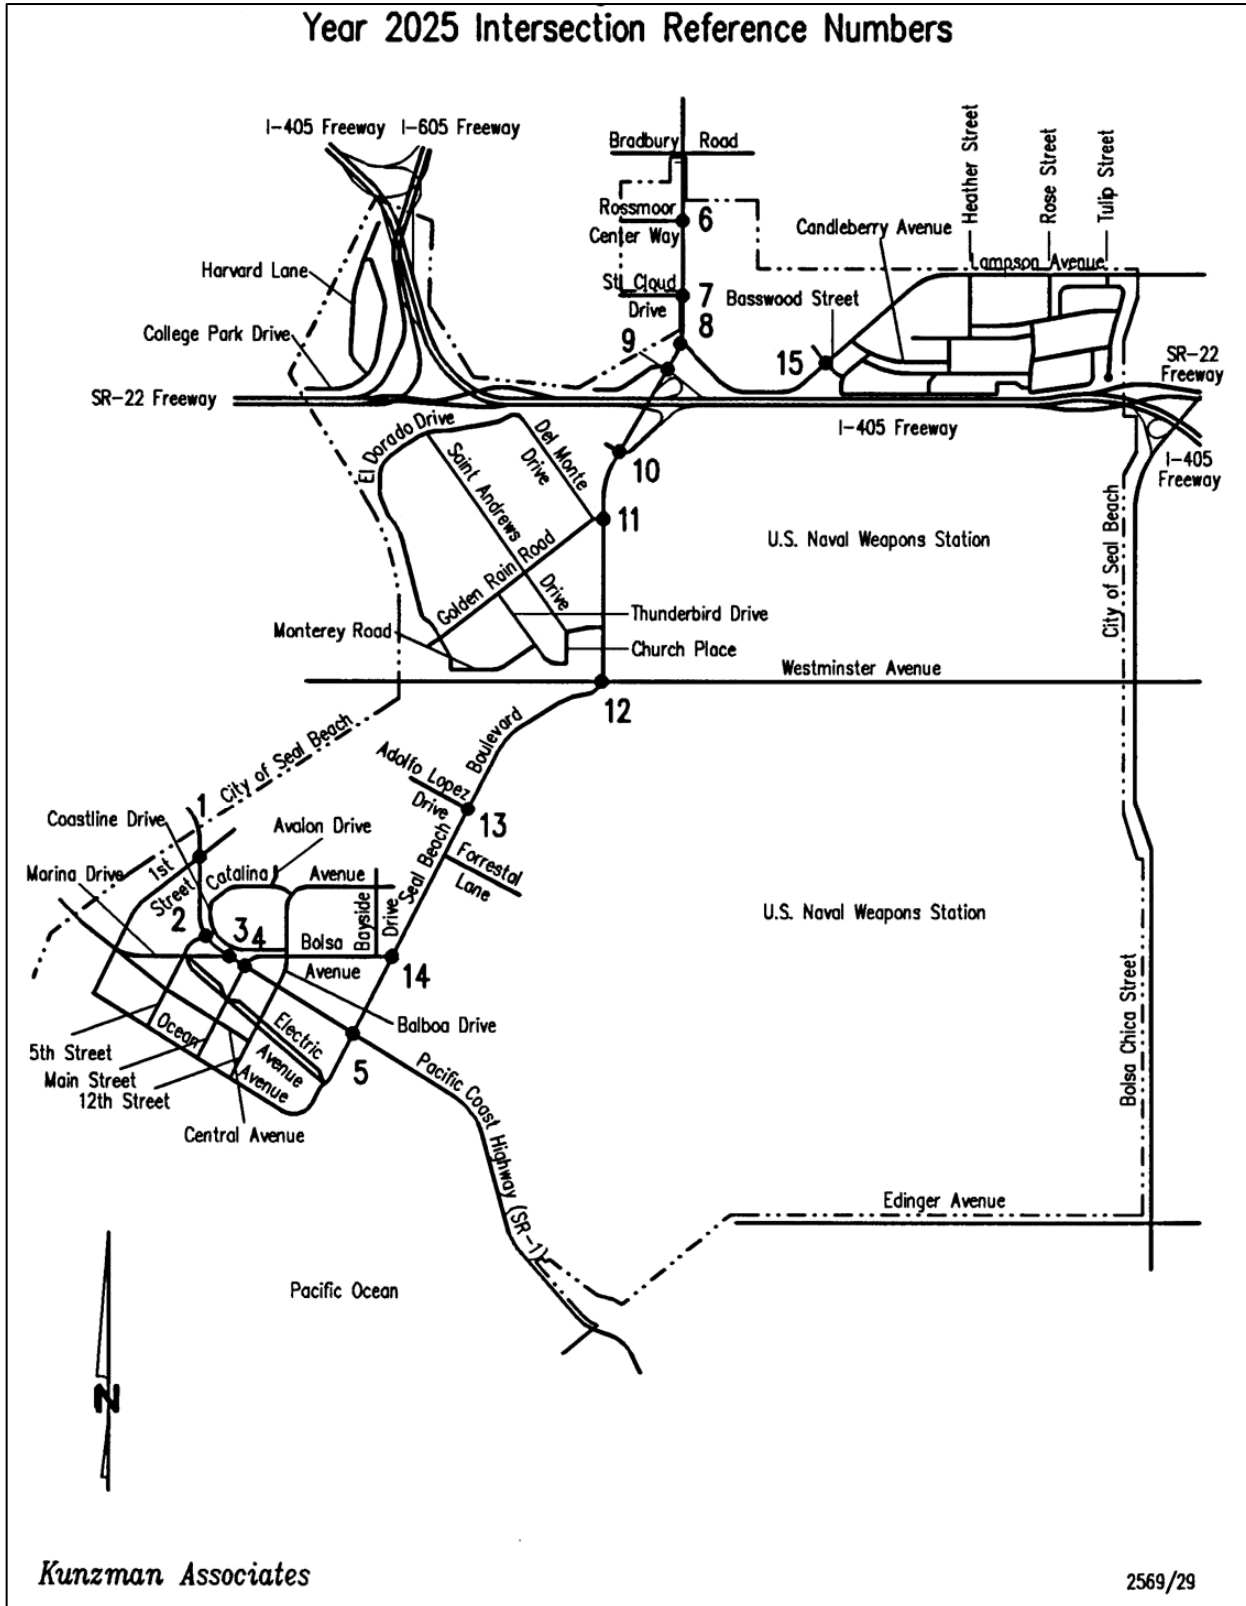 Year 2025 Intersection Reference Numbers
I-405 Freeway
I-605 Freeway
Bradbury Road
Heather Street
Rose Street
Tulip Street
Rossmoor
Center Way
6
Candleberry Avenue
Lampson Avenue
Harvard Lane
St. Cloud
Drive
7
Basswood Street
College Park Drive
8
9
15
SR-22
Freeway
SR-22 Freeway
I-405 Freeway
El Dorado Drive
Del Monte
Drive
Saint Andrews
Drive
10
I-405
Freeway
11
U.S. Naval Weapons Station
City of Seal Beach
Golden Rain Road
Thunderbird Drive
Monterey Road
Church Place
Westminster Avenue
12
City of Seal Beach
Seal Beach Boulevard
Adolfo Lopez
Drive
13
1
Coastline Drive
Avalon Drive
Forrestal
Lane
Marina Drive
1st
Street
Catalina Avenue
Bayside
Drive
U.S. Naval Weapons Station
2
3
4
Bolsa
Avenue
14
Bolsa Chica Street
Balboa Drive
5
Electric
Avenue
Ocean
Avenue
5th Street
Main Street
12th Street
Central Avenue
Pacific Coast Highway (SR-1)
Edinger Avenue
Pacific Ocean
N
Kunzman Associates
2569/29